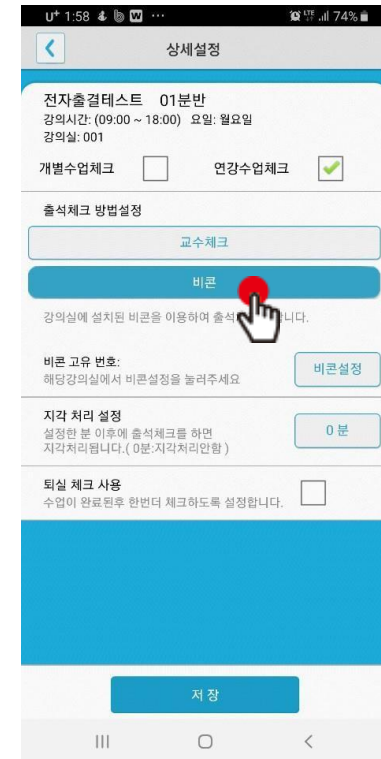 U+ 1:58 ... LTE 74%
상세설정
전자출결테스트 01분반
강의시간: (09:00 ~ 18:00) 요일: 월요일
강의실: 001
개별수업체크 연강수업체크
출석체크 방법설정
교수체크
비콘
강의실에 설치된 비콘을 이용하여 출석 니다.
비콘 고유 번호:
해당강의실에서 비콘설정을 눌러주세요
비콘설정
지각 처리 설정
설정한 분 이후에 출석체크를 하면
지각처리됩니다.( 0분:지각처리안함 )
0 분
퇴실 체크 사용
수업이 완료된후 한번더 체크하도록 설정합니다.
저 장